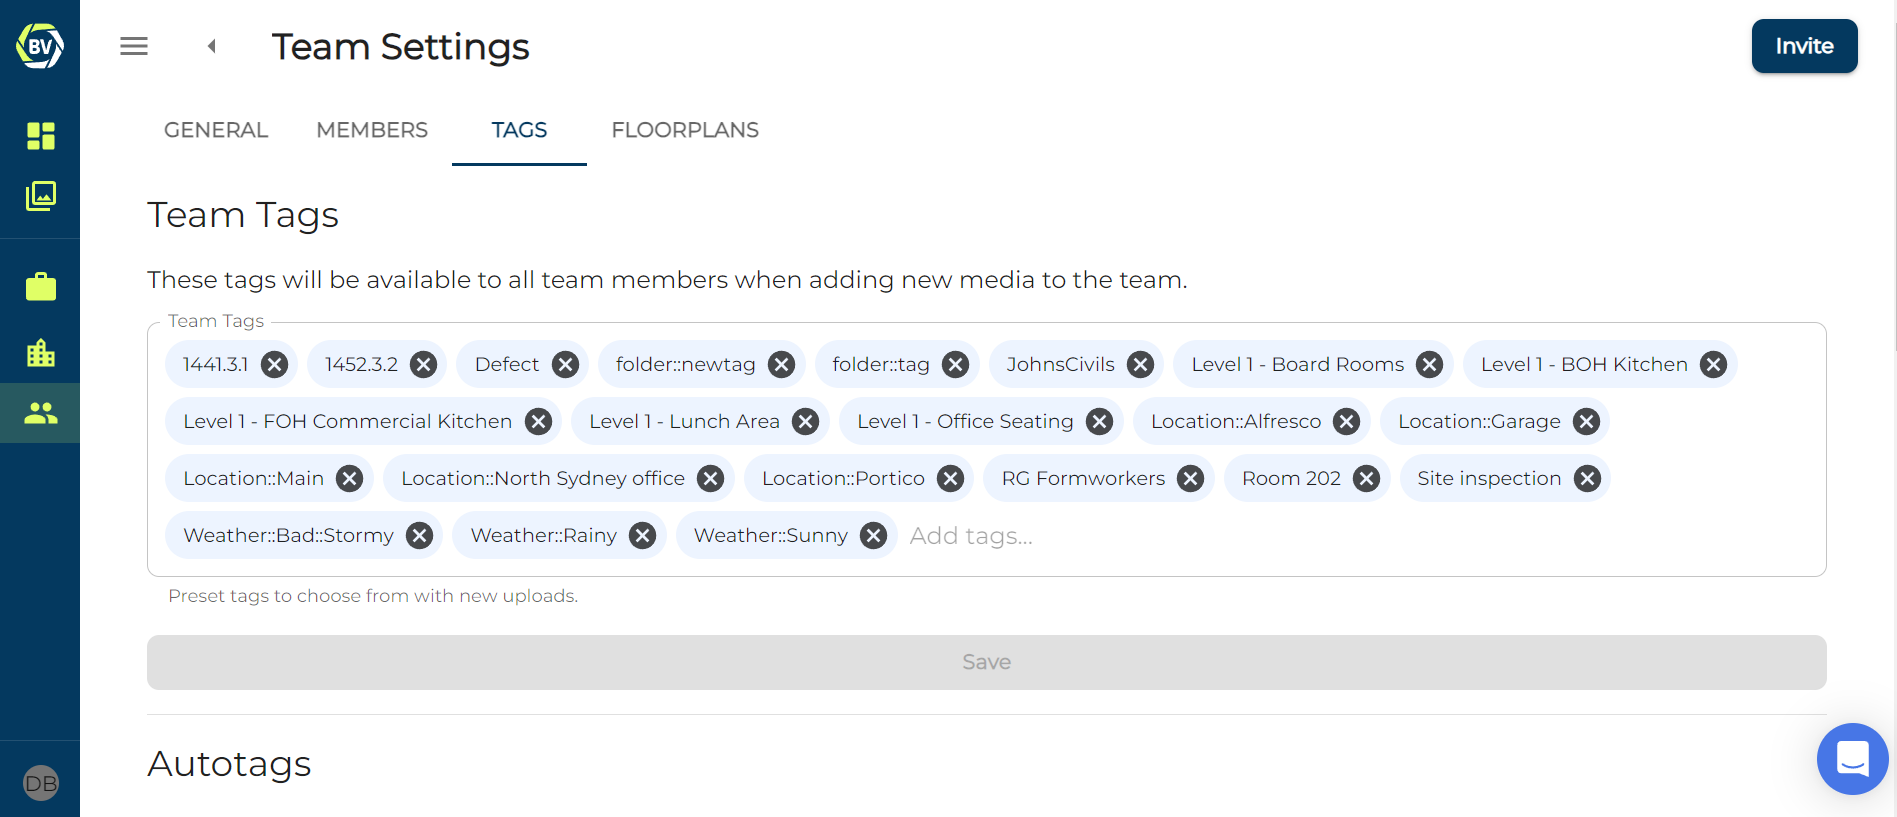 BV
Team Settings
Invite
GENERAL MEMBERS TAGS FLOORPLANS
Team Tags
These tags will be available to all team members when adding new media to the team.
Team Tags
1441.3.1 1452.3.2 Defect folder::newtag folder::tag JohnsCivils Level 1 - Board Rooms Level 1 - BOH Kitchen
Level 1 - FOH Commercial Kitchen Level 1 - Lunch Area Level 1 - Office Seating Location::Alfresco Location::Garage
Location::Main Location::North Sydney office Location::Portico RG Formworkers Room 202 Site inspection
Weather::Bad::Stormy Weather::Rainy Weather::Sunny Add tags...
Preset tags to choose from with new uploads.
Save
Autotags
DB